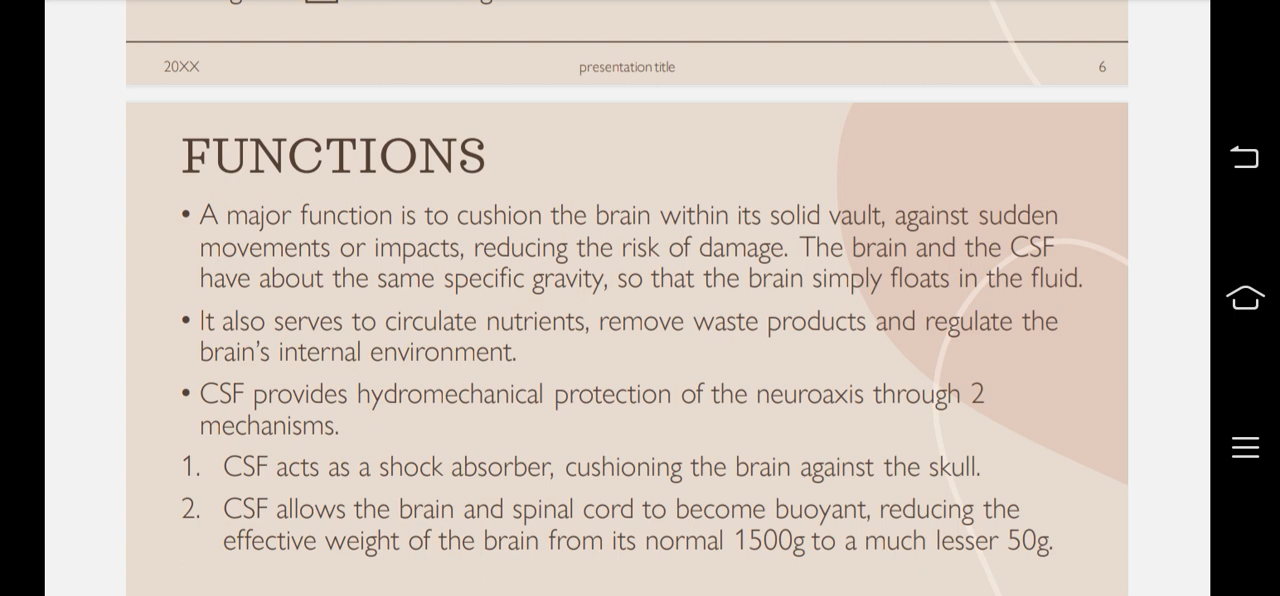 20XX
presentation title
6
FUNCTIONS
• A major function is to cushion the brain within its solid vault, against sudden
movements or impacts, reducing the risk of damage. The brain and the CSF
have about the same specific gravity, so that the brain simply floats in the fluid.
• It also serves to circulate nutrients, remove waste products and regulate the
brain's internal environment.
• CSF provides hydromechanical protection of the neuroaxis through 2
mechanisms.
1. CSF acts as a shock absorber, cushioning the brain against the skull.
2. CSF allows the brain and spinal cord to become buoyant, reducing the
effective weight of the brain from its normal 1500g to a much lesser 50g.